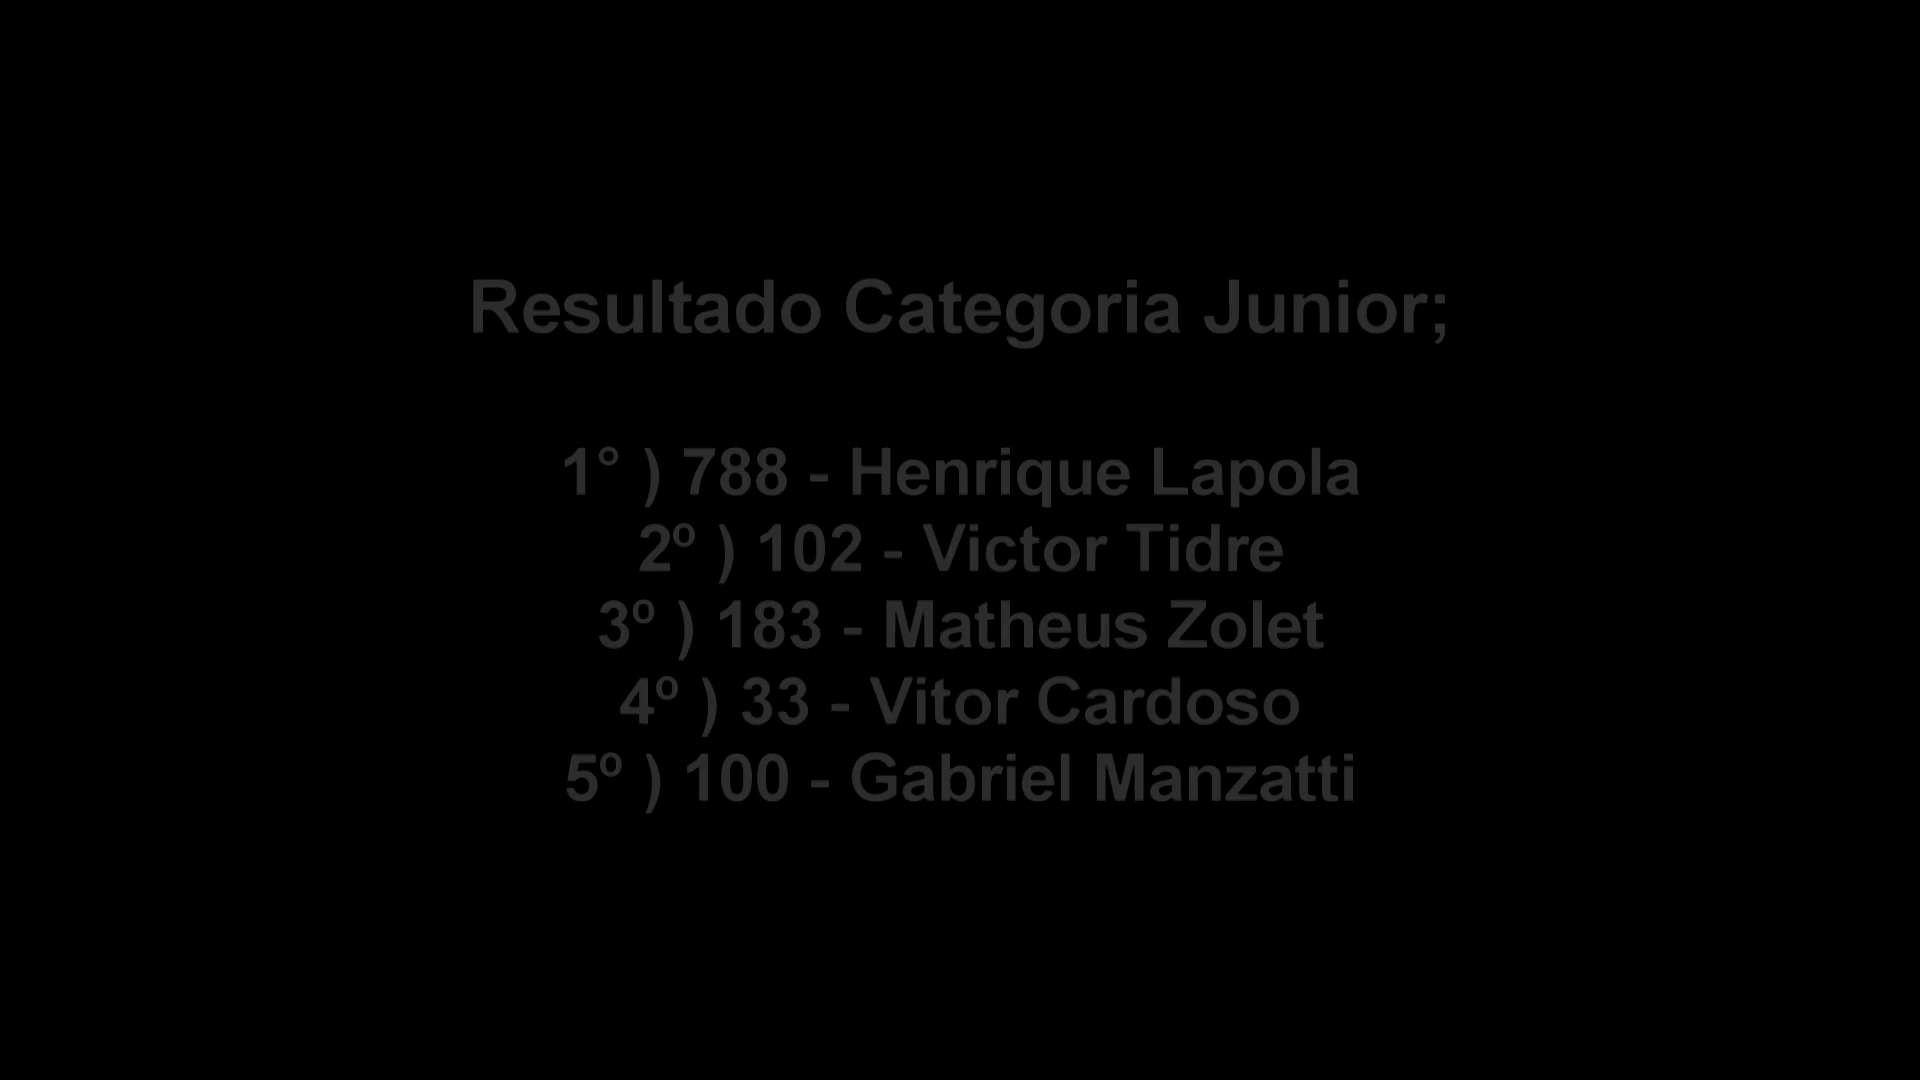 Resultado Categoria Junior;
1° ) 788 - Henrique Lapola
2º ) 102 - Victor Tidre
3º ) 183 - Matheus Zolet
4º ) 33 - Vitor Cardoso
5º ) 100 - Gabriel Manzatti